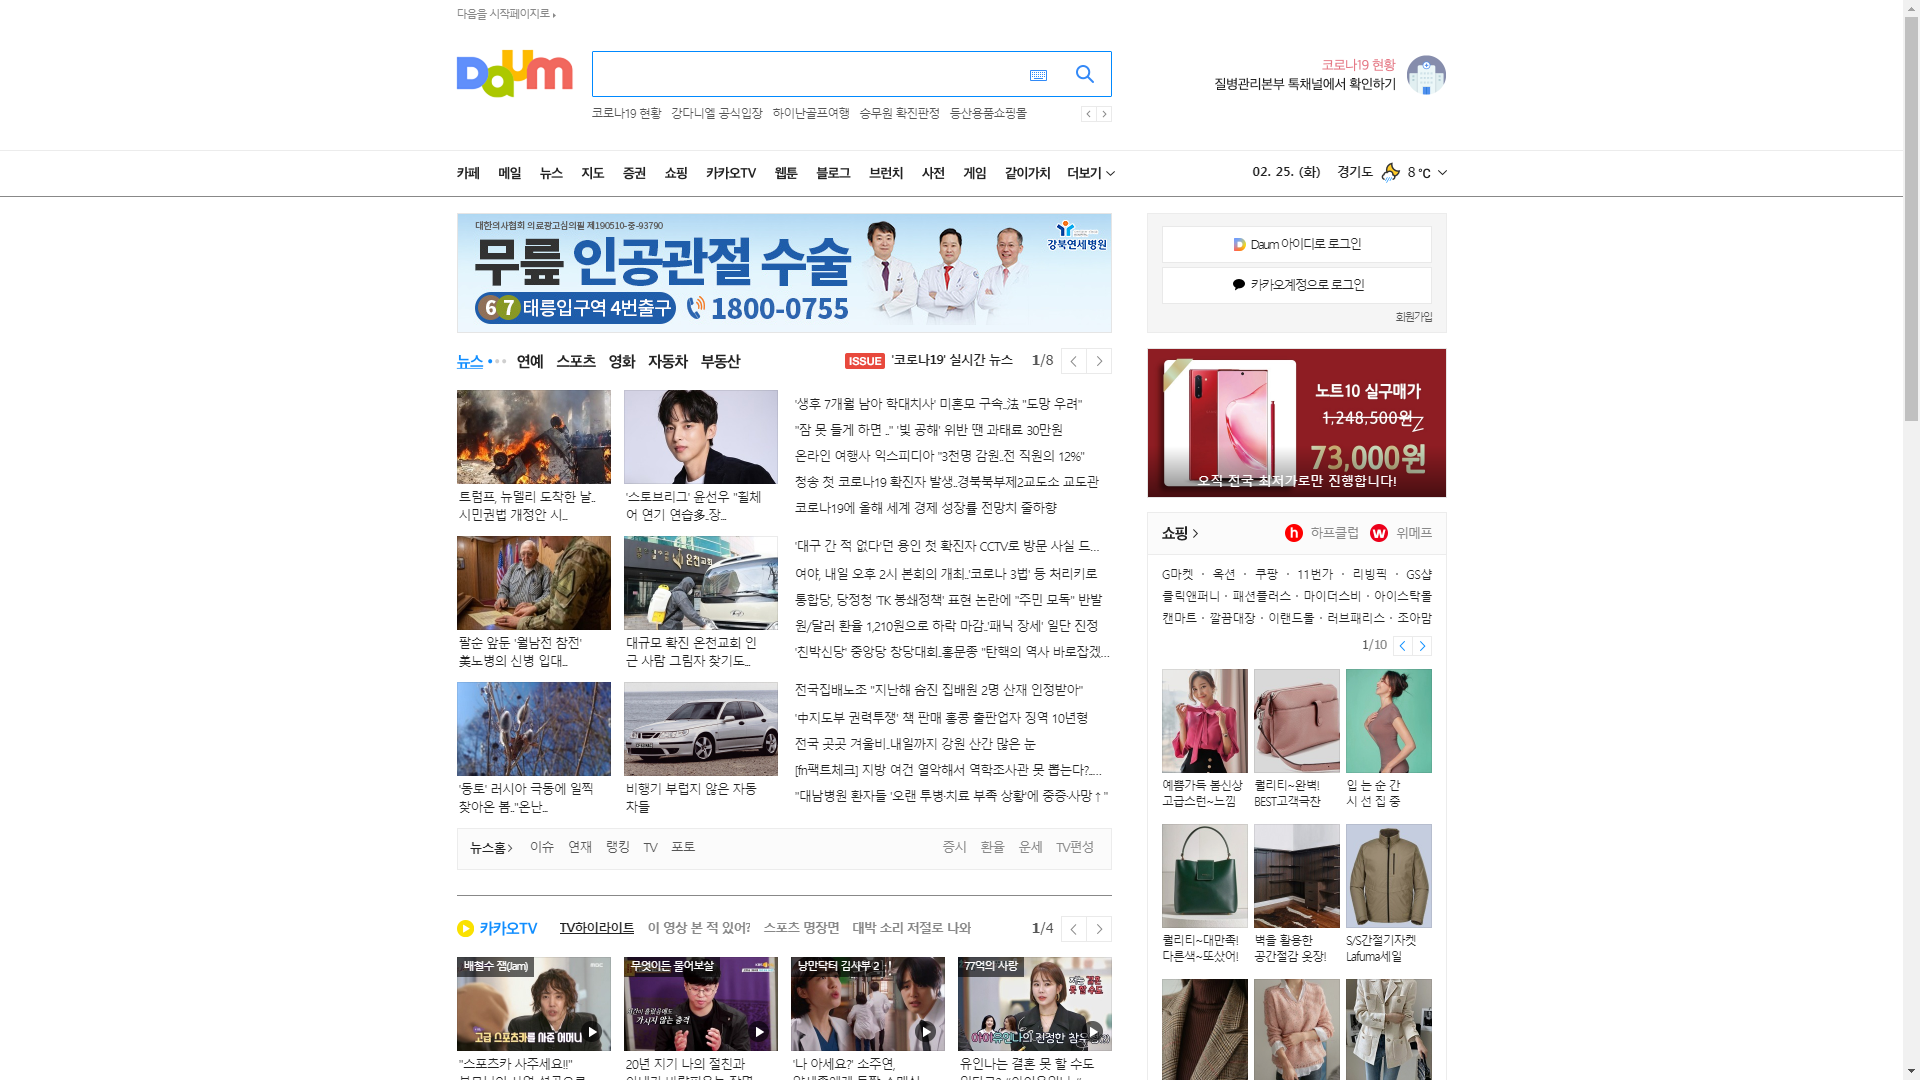 다음을 시작페이지로
Daum
코로나19 현황
질병관리본부 톡채널에서 확인하기
코로나19 현황 강다니엘 공식입장 하이난골프여행 승무원 확진판정 등산용품쇼핑몰
카페 메일 뉴스 지도 증권 쇼핑 카카오TV 웹툰 블로그 브런치 사전 게임 같이가치 더보기
02. 25. (화) 경기도 8 ℃
대한의사협회 의료광고심의필 제190510-중-93790
무릎 인공관절 수술
6 7 태릉입구역 4번출구 1800-0755
강북연세병원
Daum 아이디로 로그인
카카오계정으로 로그인
회원가입
뉴스 연예 스포츠 영화 자동차 부동산
ISSUE '코로나19' 실시간 뉴스 1/8
트럼프, 뉴델리 도착한 날..
시민권법 개정안 시...
'스토브리그' 윤선우 "휠체
어 연기 연습多..장...
팔순 앞둔 '월남전 참전'
美노병의 신병 입대...
대규모 확진 온천교회 인
근 사람 그림자 찾기도...
'동토' 러시아 극동에 일찍
찾아온 봄.."온난...
비행기 부럽지 않은 자동
차들
'생후 7개월 남아 학대치사' 미혼모 구속..法 "도망 우려"
"잠 못 들게 하면 .." '빛 공해' 위반 땐 과태료 30만원
온라인 여행사 익스피디아 "3천명 감원..전 직원의 12%"
청송 첫 코로나19 확진자 발생..경북북부제2교도소 교도관
코로나19에 올해 세계 경제 성장률 전망치 줄하향
'대구 간 적 없다'던 용인 첫 확진자 CCTV로 방문 사실 드...
여야, 내일 오후 2시 본회의 개최..'코로나 3법' 등 처리키로
통합당, 당정청 'TK 봉쇄정책' 표현 논란에 "주민 모독" 반발
원/달러 환율 1,210원으로 하락 마감..'패닉 장세' 일단 진정
'친박신당' 중앙당 창당대회..홍문종 "탄핵의 역사 바로잡겠...
전국집배노조 "지난해 숨진 집배원 2명 산재 인정받아"
'中지도부 권력투쟁' 책 판매 홍콩 출판업자 징역 10년형
전국 곳곳 겨울비..내일까지 강원 산간 많은 눈
[fn팩트체크] 지방 여건 열악해서 역학조사관 못 뽑는다?.....
"대남병원 환자들 '오랜 투병·치료 부족 상황'에 중증·사망↑"
뉴스홈 이슈 연재 랭킹 TV 포토 증시 환율 운세 TV편성
노트10 실구매가
1,248,500원
73,000원
오직 전국 최저가로만 진행합니다!
쇼핑 h 하프클럽 w 위메프
G마켓 · 옥션 · 쿠팡 · 11번가 · 리빙픽 · GS샵
클릭앤퍼니 · 패션플러스 · 마이더스비 · 아이스탁몰
캔마트 · 깔끔대장 · 이랜드몰 · 러브패리스 · 조아맘
1/10
예쁨가득 봄신상
고급스런~느낌
퀄리티~완벽!
BEST고객극찬
입 는 순 간
시 선 집 중
퀄리티~대만족!
다른색~또샀어!
벽을 활용한
공간절감 옷장!
S/S간절기자켓
Lafuma세일
카카오TV TV하이라이트 이 영상 본 적 있어? 스포츠 명장면 대박 소리 저절로 나와 1/4
배철수 잼(Jam)
고급 스포츠카를 사준 어머니
무엇이든 물어보살
가시지 않는 충격
낭만닥터 김사부 2
77억의 사랑
"스포츠카 사주세요!!"
20년 지기 나의 절친과
'나 아세요?' 소주연,
유인나는 결혼 못 할 수도